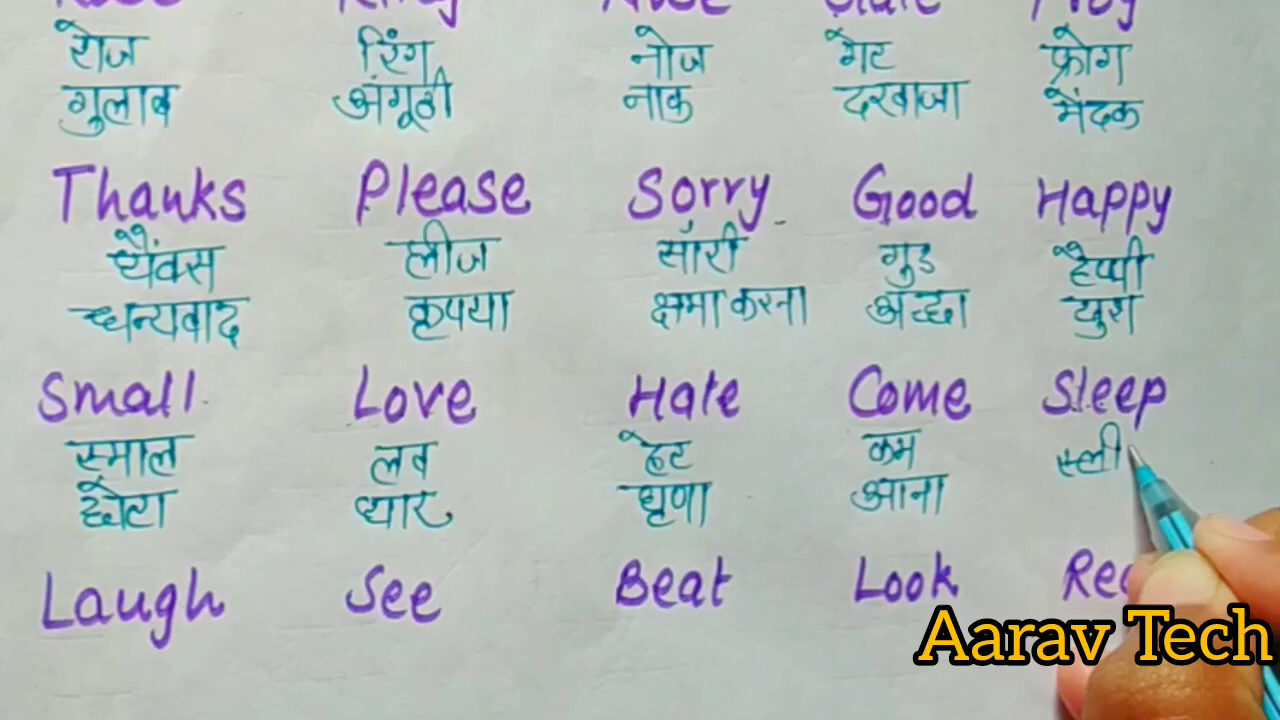 रोज रिंग नोज गेट फ्रोग
गुलाब अंगूठी नाक दरवाजा मेंढक
Thanks Please Sorry Good Happy
थैंक्स लीज सॉरी गुड हैप्पी
धन्यवाद कृपया क्षमा करना अच्छा खुश
Small Love Hate Come Sleep
स्माल लव हेट कम स्ली
छोटा प्यार घृणा आना
Laugh See Beat Look
Aarav Tech